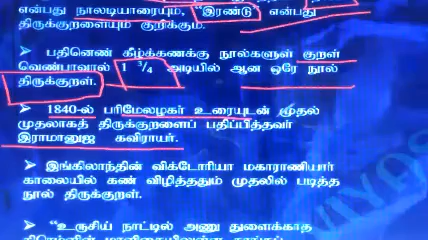 என்பது நாலடியாரையும், "இரண்டு" என்பது
திருக்குறளையும் குறிக்கும்.
➤ பதினெண் கீழ்க்கணக்கு நூல்களுள் குறள்
வெண்பாவால் 1 3/4 அடியில் ஆன ஒரே நூல்
திருக்குறள்.
➤ 1840-ல் பரிமேலழகர் உரையுடன் முதல்
முதலாகத் திருக்குறளைப் பதிப்பித்தவர்
இராமானுஜ கவிராயர்.
➤ இங்கிலாந்தின் விக்டோரியா மகாராணியார்
காலையில் கண் விழித்ததும் முதலில் படித்த
நூல் திருக்குறள்.
➤ "உருசிய நாட்டில் அணு துளைக்காத